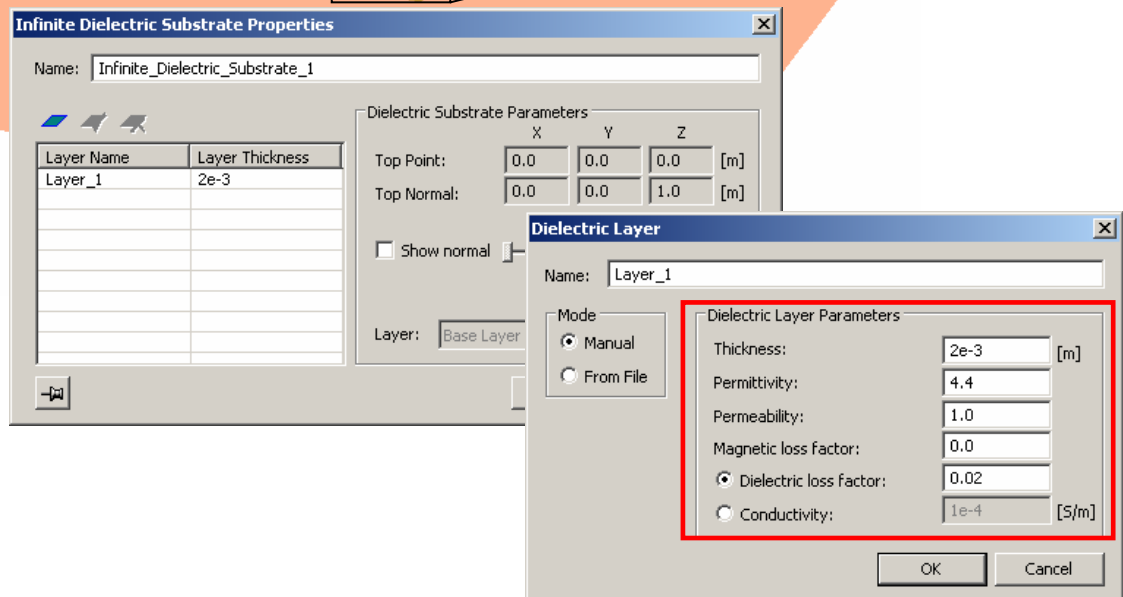 Infinite Dielectric Substrate Properties
Name: Infinite_Dielectric_Substrate_1
Dielectric Substrate Parameters
X Y Z
Layer Name Layer Thickness
Layer_1 2e-3
Top Point: 0.0 0.0 0.0 [m]
Top Normal: 0.0 0.0 1.0 [m]
Show normal
Layer: Base Layer
Dielectric Layer
Name: Layer_1
Mode
Manual
From File
Dielectric Layer Parameters
Thickness: 2e-3 [m]
Permittivity: 4.4
Permeability: 1.0
Magnetic loss factor: 0.0
Dielectric loss factor: 0.02
Conductivity: 1e-4 [S/m]
OK Cancel